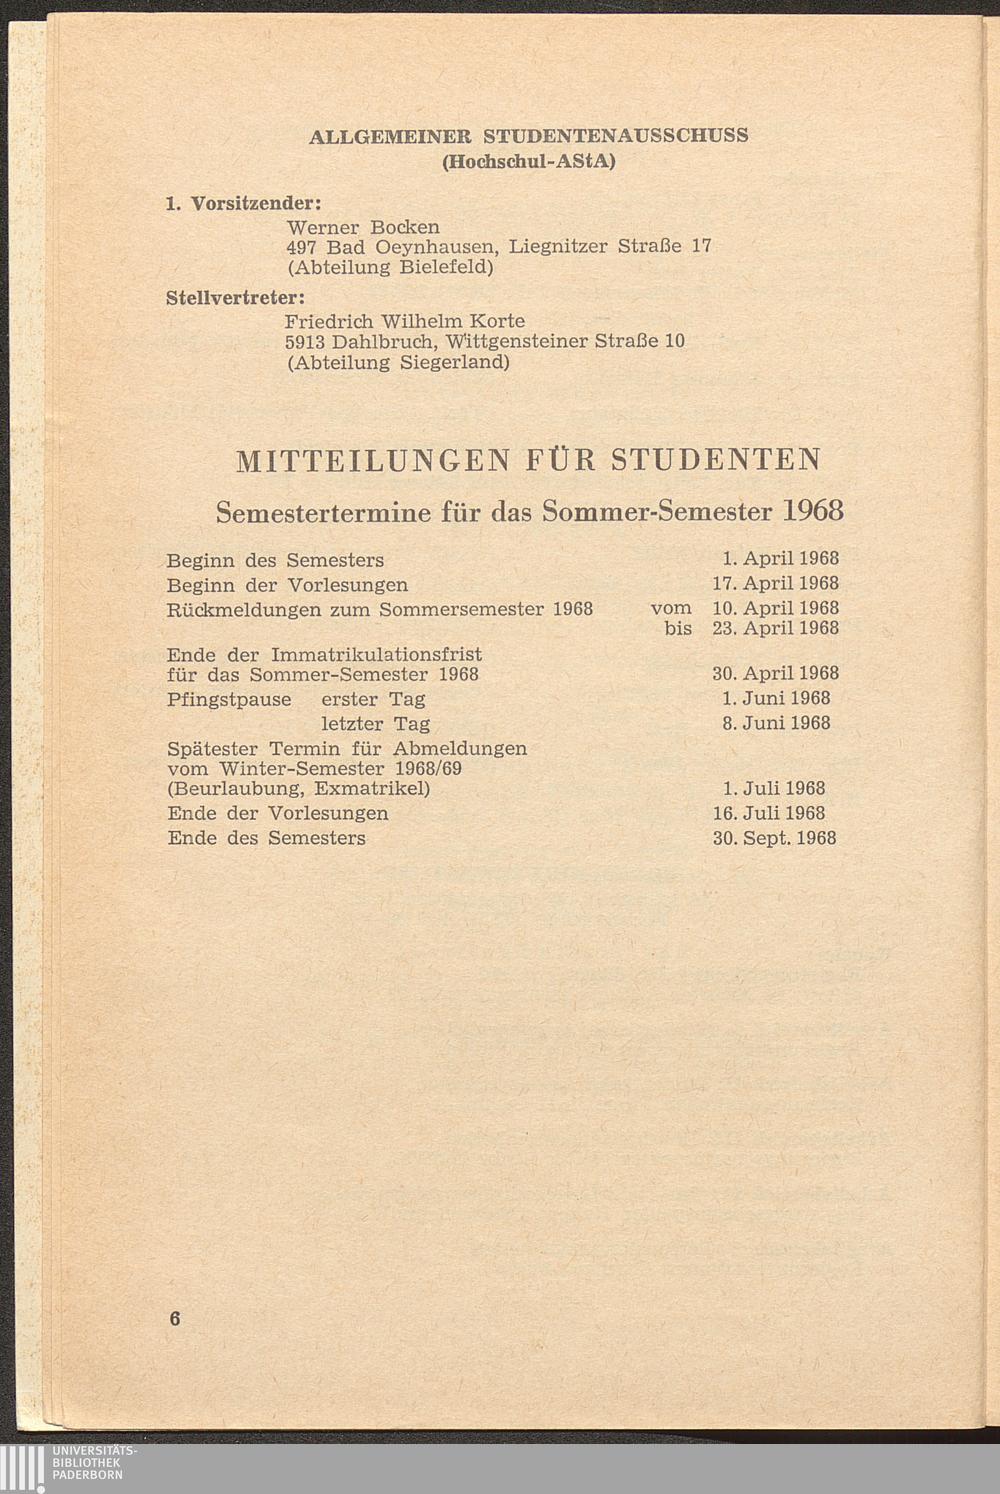 ALLGEMEINER STUDENTENAUSSCHUSS
(Hochschul-AStA)
1. Vorsitzender:
Werner Bocken
497 Bad Oeynhausen, Liegnitzer Straße 17
(Abteilung Bielefeld)
Stellvertreter:
Friedrich Wilhelm Korte
5913 Dahlbruch, Wittgensteiner Straße 10
(Abteilung Siegerland)
MITTEILUNGEN FÜR STUDENTEN
Semestertermine für das Sommer-Semester 1968
Beginn des Semesters 1. April 1968
Beginn der Vorlesungen 17. April 1968
Rückmeldungen zum Sommersemester 1968 vom 10. April 1968
bis 23. April 1968
Ende der Immatrikulationsfrist
für das Sommer-Semester 1968 30. April 1968
Pfingstpause erster Tag 1. Juni 1968
letzter Tag 8. Juni 1968
Spätester Termin für Abmeldungen
vom Winter-Semester 1968/69
(Beurlaubung, Exmatrikel) 1. Juli 1968
Ende der Vorlesungen 16. Juli 1968
Ende des Semesters 30. Sept. 1968
6
UNIVERSITÄTS-
BIBLIOTHEK
PADERBORN